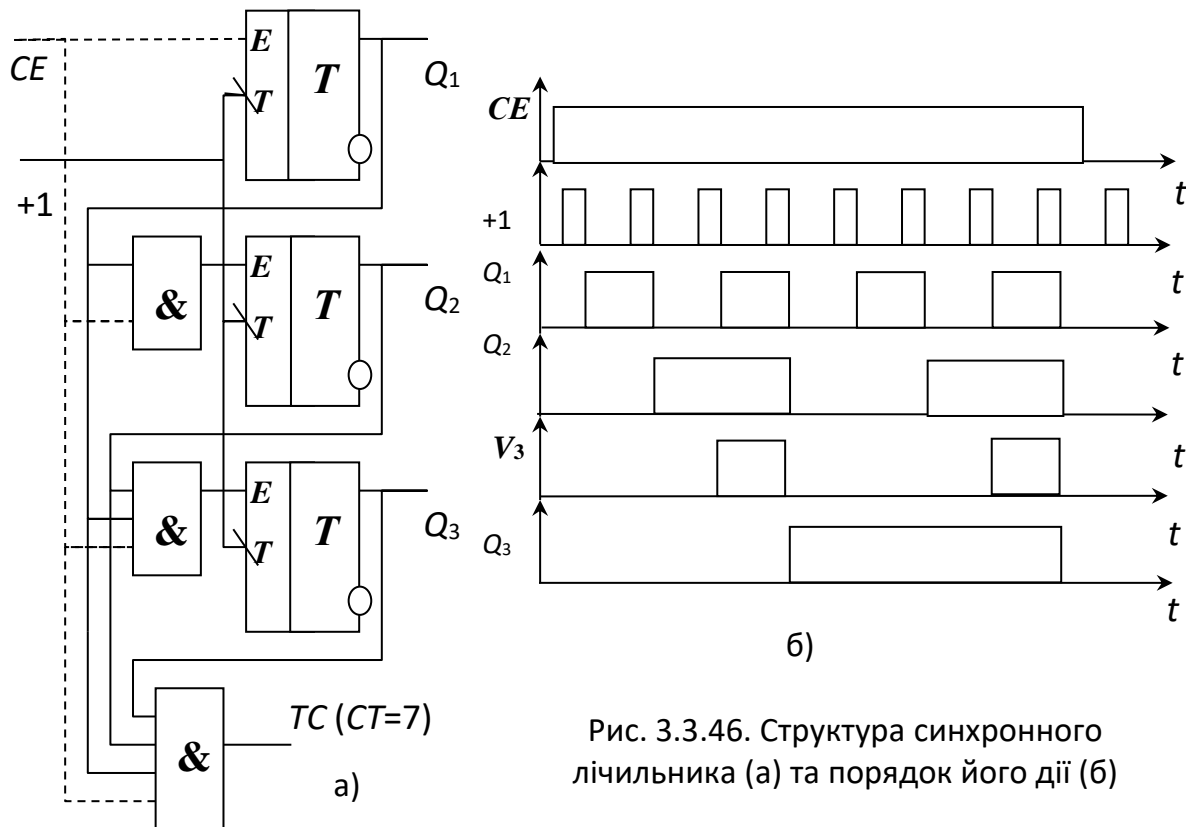 CE
+1
E
T
T
Q1
&
E
T
T
Q2
&
E
T
T
Q3
&
TC (CT=7)
а)
CE
t
+1
t
Q1
t
Q2
t
V3
t
Q3
t
б)
Рис. 3.3.46. Структура синхронного
лічильника (а) та порядок його дії (б)